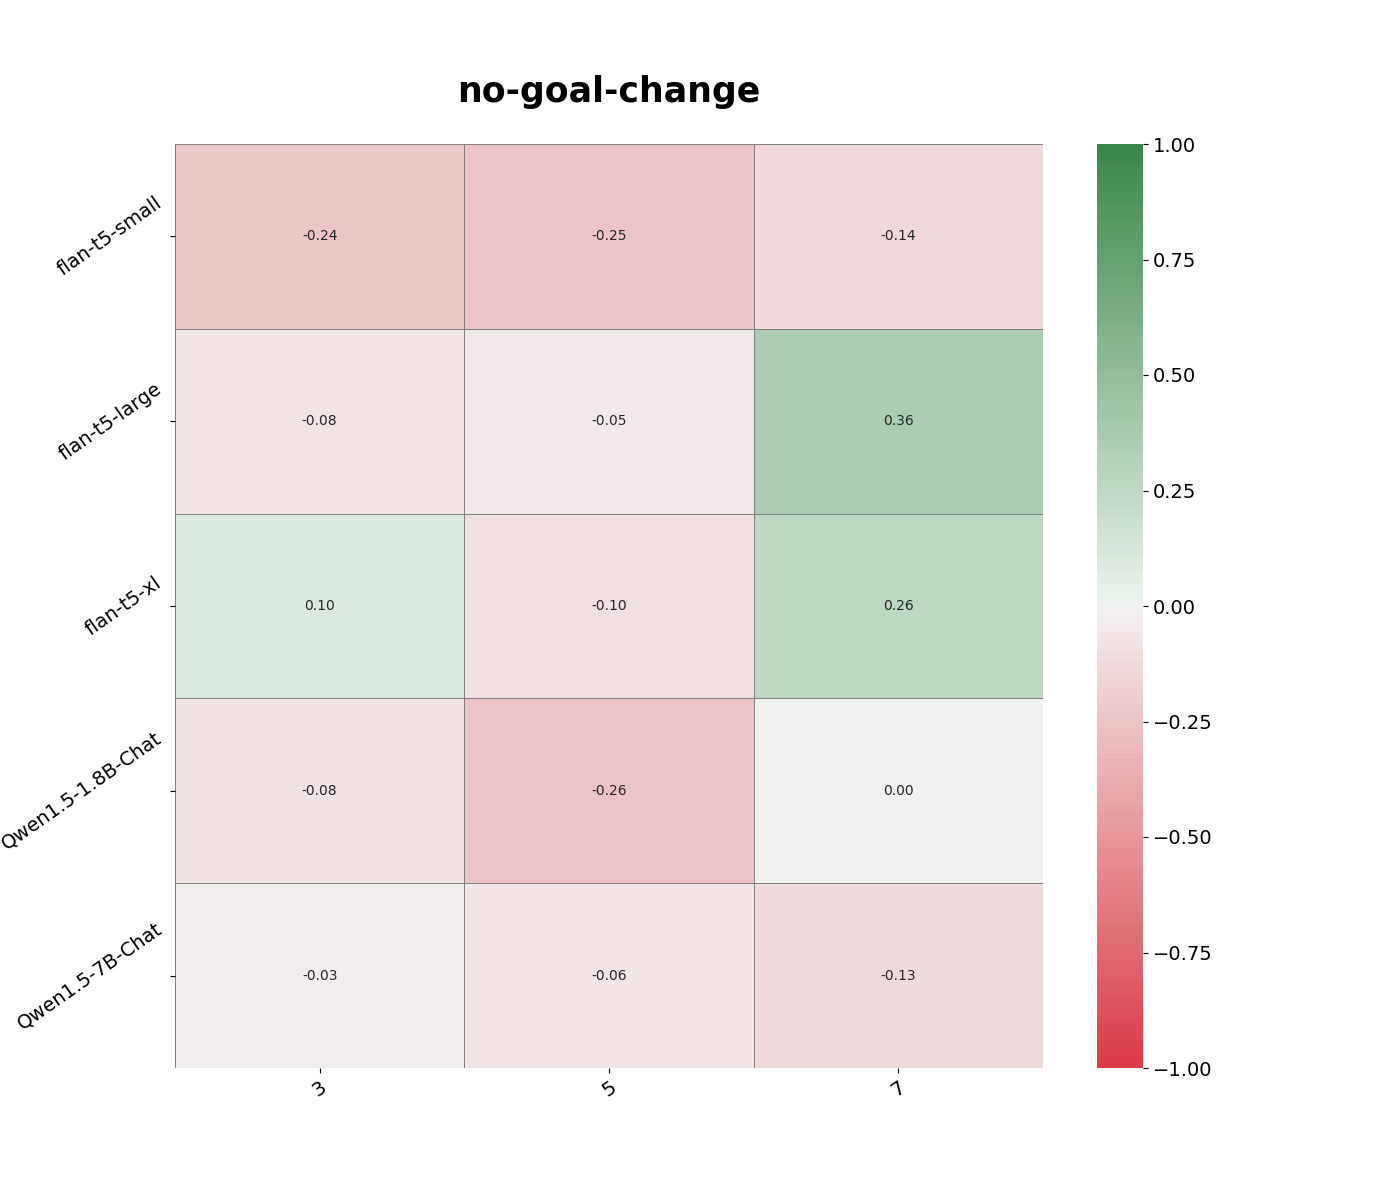 no-goal-change
flan-t5-small -0.24 -0.25 -0.14
flan-t5-large -0.08 -0.05 0.36
flan-t5-xl 0.10 -0.10 0.26
Qwen1.5-1.8B-Chat -0.08 -0.26 0.00
Qwen1.5-7B-Chat -0.03 -0.06 -0.13
3 5 7
1.00
0.75
0.50
0.25
0.00
−0.25
−0.50
−0.75
−1.00